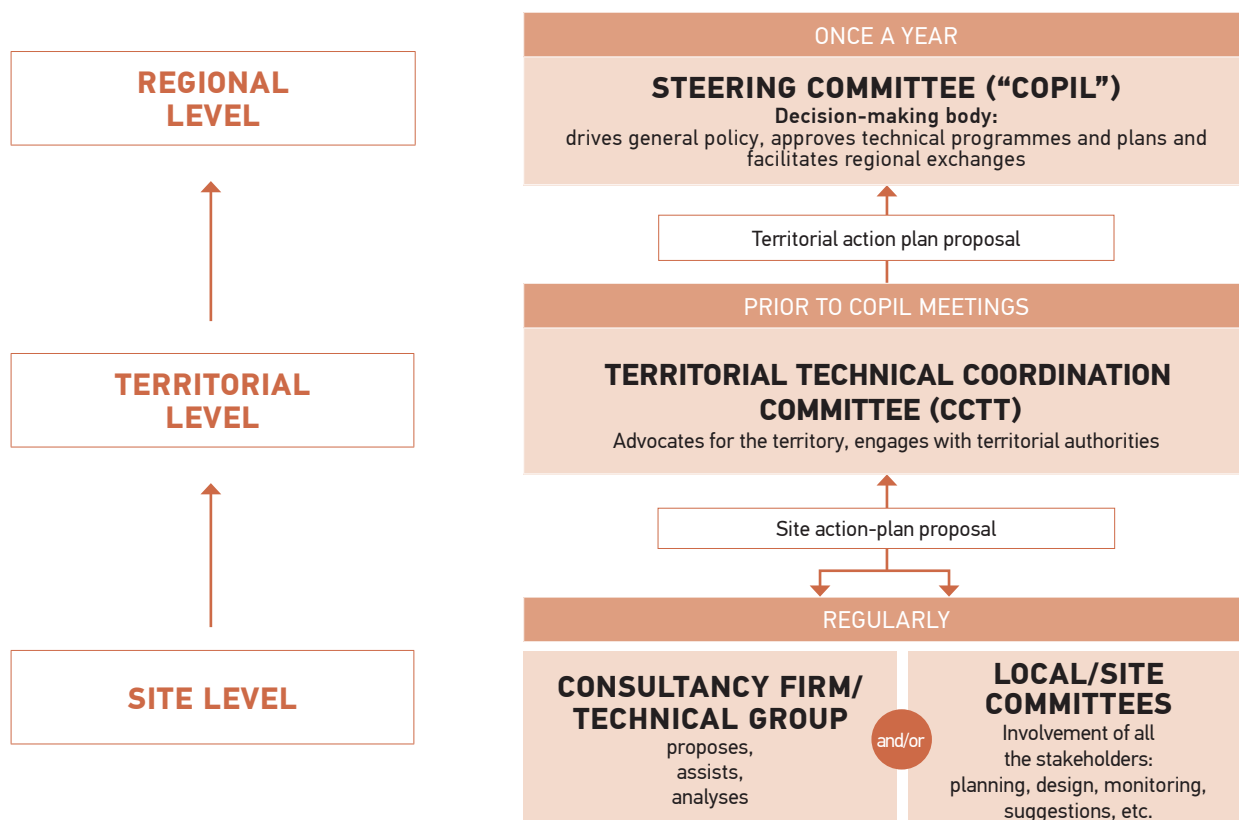 REGIONAL
LEVEL
ONCE A YEAR
STEERING COMMITTEE (“COPIL”)
Decision-making body:
drives general policy, approves technical programmes and plans and
facilitates regional exchanges
Territorial action plan proposal
TERRITORIAL
LEVEL
PRIOR TO COPIL MEETINGS
TERRITORIAL TECHNICAL COORDINATION
COMMITTEE (CCTT)
Advocates for the territory, engages with territorial authorities
Site action-plan proposal
SITE LEVEL
REGULARLY
CONSULTANCY FIRM/
TECHNICAL GROUP
proposes,
assists,
analyses
and/or
LOCAL/SITE
COMMITTEES
Involvement of all
the stakeholders:
planning, design, monitoring,
suggestions, etc.